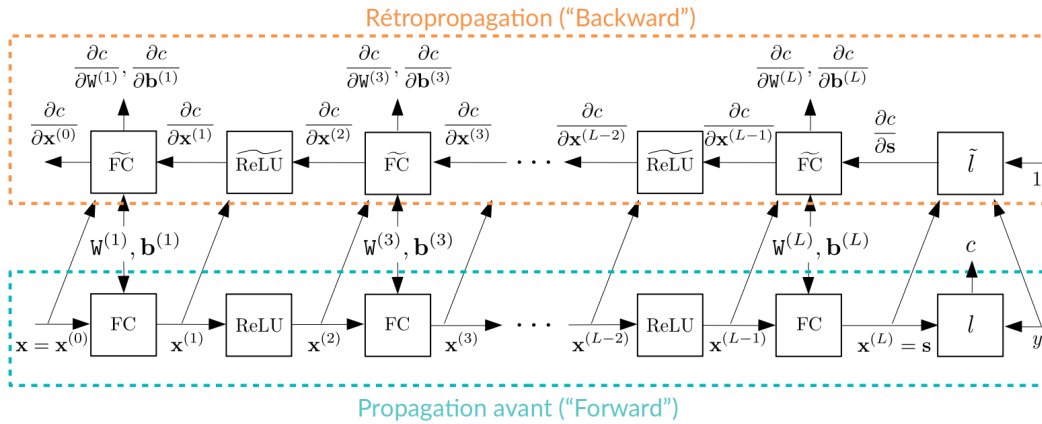 Rétropropagation (“Backward”)
∂c/∂W^(1), ∂c/∂b^(1) ∂c/∂W^(3), ∂c/∂b^(3) ∂c/∂W^(L), ∂c/∂b^(L)
∂c/∂x^(0) ∂c/∂x^(1) ∂c/∂x^(2) ∂c/∂x^(3) ∂c/∂x^(L−2) ∂c/∂x^(L−1) ∂c/∂s
F͠C R͠eLU F͠C · · · R͠eLU F͠C l̃ 1
W^(1), b^(1) W^(3), b^(3) W^(L), b^(L) c
FC ReLU FC · · · ReLU FC l
x = x^(0) x^(1) x^(2) x^(3) x^(L−2) x^(L−1) x^(L) = s y
Propagation avant (“Forward”)